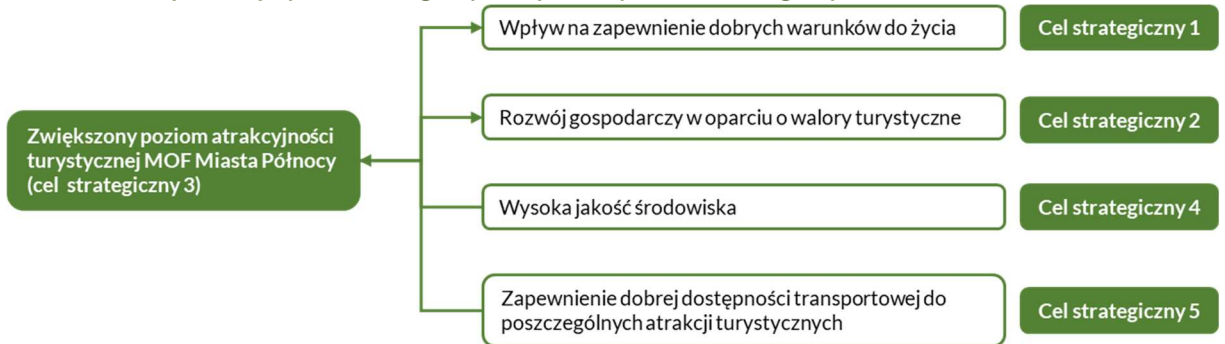 Wpływ na zapewnienie dobrych warunków do życia
Cel strategiczny 1
Rozwój gospodarczy w oparciu o walory turystyczne
Cel strategiczny 2
Zwiększony poziom atrakcyjności
turystycznej MOF Miasta Północy
(cel strategiczny 3)
Wysoka jakość środowiska
Cel strategiczny 4
Zapewnienie dobrej dostępności transportowej do
poszczególnych atrakcji turystycznych
Cel strategiczny 5